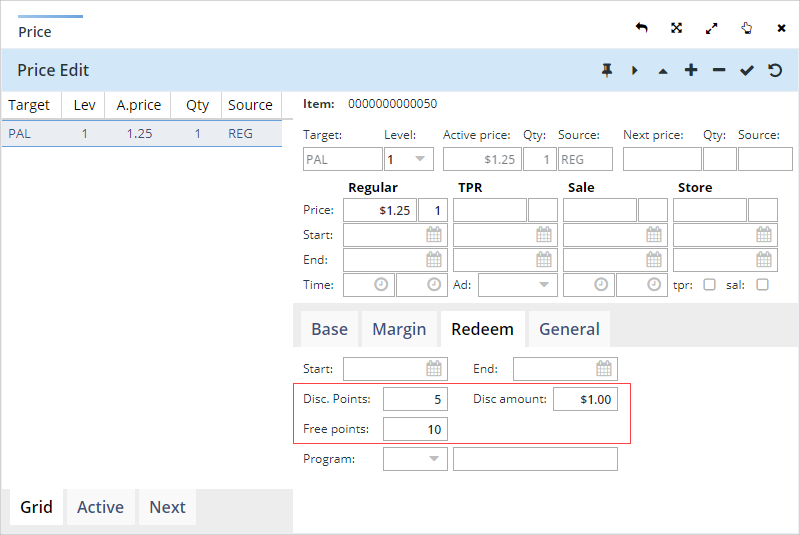 Price
Price Edit
Target Lev A.price Qty Source
PAL 1 1.25 1 REG
Item: 0000000000050
Target: Level: Active price: Qty: Source: Next price: Qty: Source:
PAL 1 $1.25 1 REG
Regular TPR Sale Store
Price: $1.25 1
Start:
End:
Time: Ad: tpr: sal:
Base Margin Redeem General
Start: End:
Disc. Points: 5 Disc amount: $1.00
Free points: 10
Program:
Grid Active Next